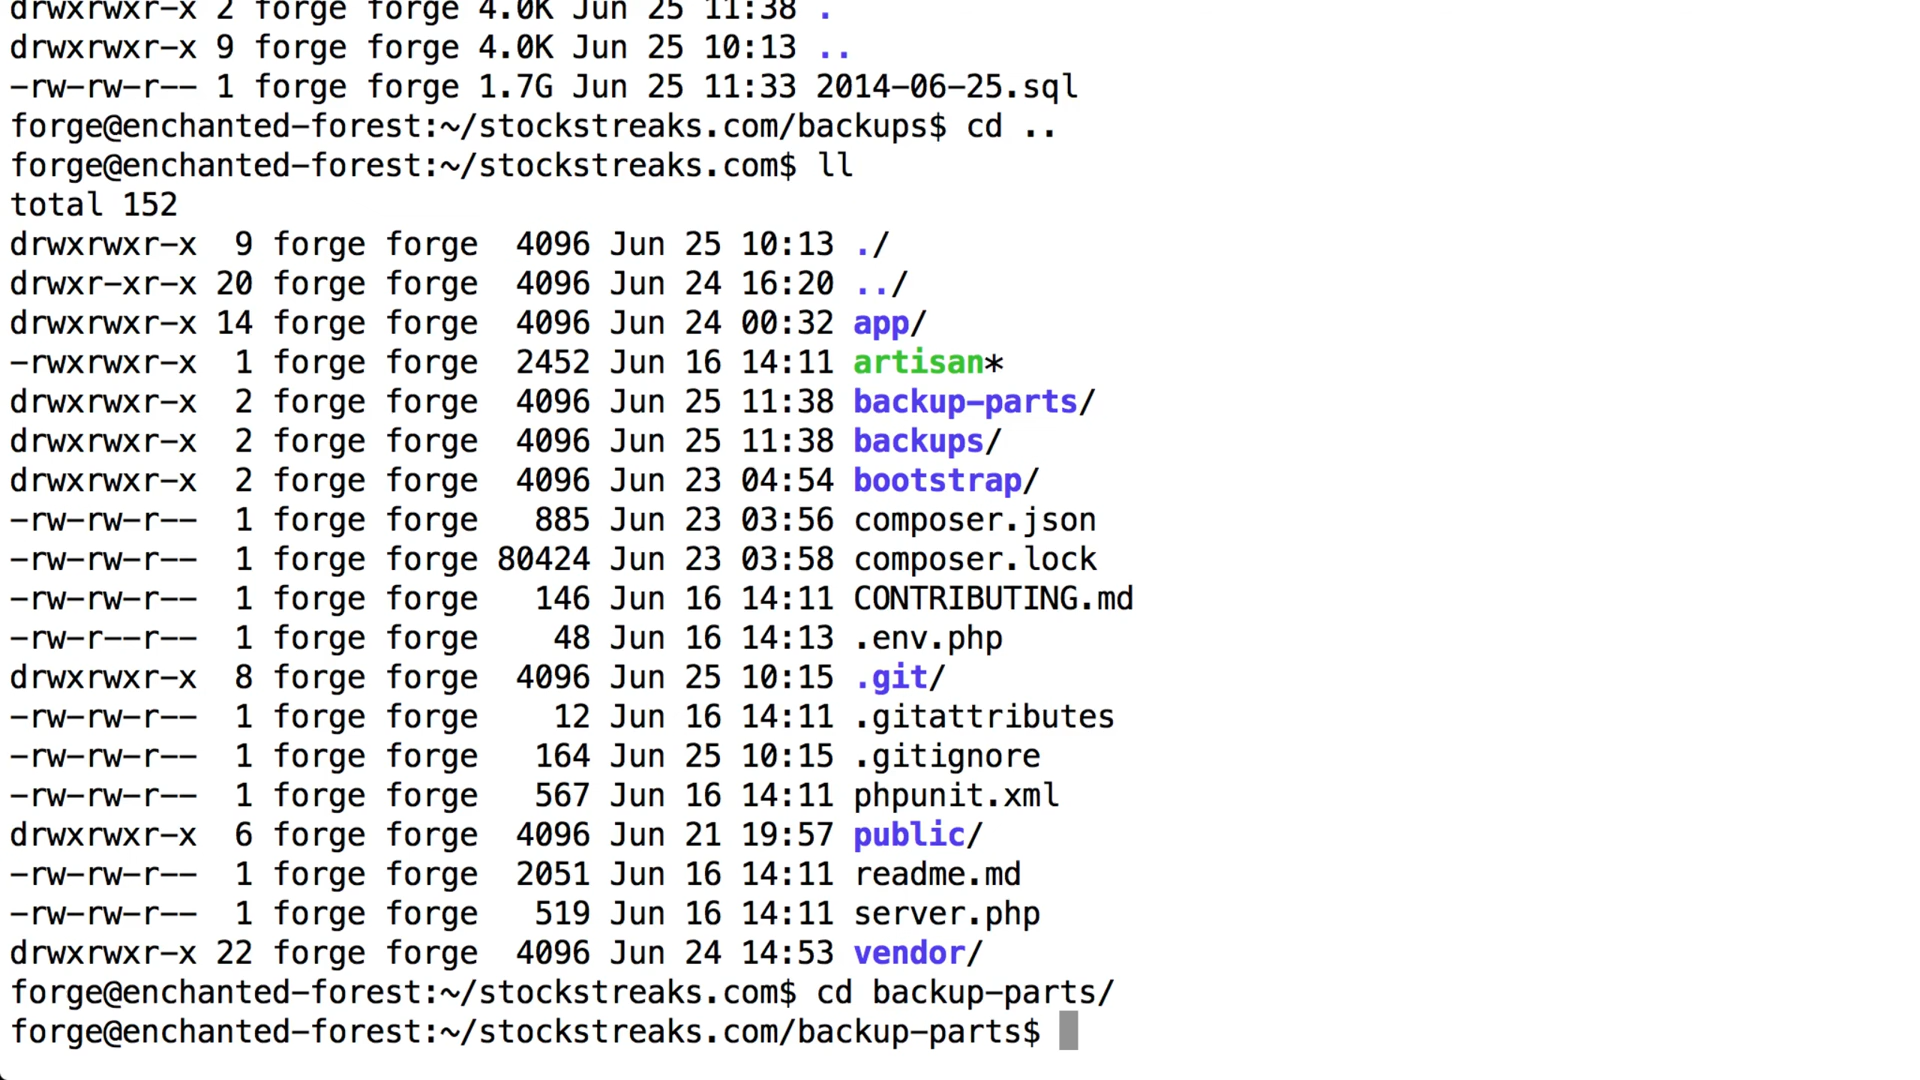 drwxrwxr-x 2 forge forge 4.0K Jun 25 11:38 .
drwxrwxr-x 9 forge forge 4.0K Jun 25 10:13 ..
-rw-rw-r-- 1 forge forge 1.7G Jun 25 11:33 2014-06-25.sql
forge@enchanted-forest:~/stockstreaks.com/backups$ cd ..
forge@enchanted-forest:~/stockstreaks.com$ ll
total 152
drwxrwxr-x  9 forge forge  4096 Jun 25 10:13 ./
drwxr-xr-x 20 forge forge  4096 Jun 24 16:20 ../
drwxrwxr-x 14 forge forge  4096 Jun 24 00:32 app/
-rwxrwxr-x  1 forge forge  2452 Jun 16 14:11 artisan*
drwxrwxr-x  2 forge forge  4096 Jun 25 11:38 backup-parts/
drwxrwxr-x  2 forge forge  4096 Jun 25 11:38 backups/
drwxrwxr-x  2 forge forge  4096 Jun 23 04:54 bootstrap/
-rw-rw-r--  1 forge forge   885 Jun 23 03:56 composer.json
-rw-rw-r--  1 forge forge 80424 Jun 23 03:58 composer.lock
-rw-rw-r--  1 forge forge   146 Jun 16 14:11 CONTRIBUTING.md
-rw-r--r--  1 forge forge    48 Jun 16 14:13 .env.php
drwxrwxr-x  8 forge forge  4096 Jun 25 10:15 .git/
-rw-rw-r--  1 forge forge    12 Jun 16 14:11 .gitattributes
-rw-rw-r--  1 forge forge   164 Jun 25 10:15 .gitignore
-rw-rw-r--  1 forge forge   567 Jun 16 14:11 phpunit.xml
drwxrwxr-x  6 forge forge  4096 Jun 21 19:57 public/
-rw-rw-r--  1 forge forge  2051 Jun 16 14:11 readme.md
-rw-rw-r--  1 forge forge   519 Jun 16 14:11 server.php
drwxrwxr-x 22 forge forge  4096 Jun 24 14:53 vendor/
forge@enchanted-forest:~/stockstreaks.com$ cd backup-parts/
forge@enchanted-forest:~/stockstreaks.com/backup-parts$